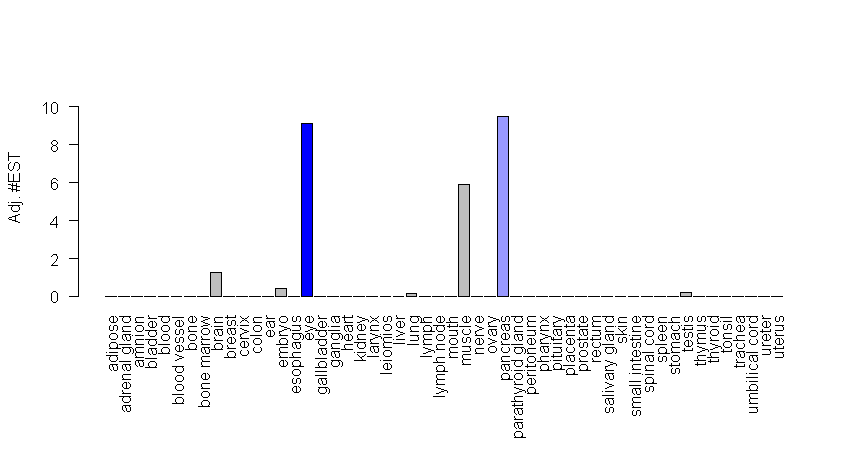 Adj. #EST
10
8
6
4
2
0
adipose
adrenal gland
amnion
bladder
blood
blood vessel
bone
bone marrow
brain
breast
cervix
colon
ear
embryo
esophagus
eye
gallbladder
ganglia
heart
kidney
larynx
leiomios
liver
lung
lymph
lymph node
mouth
muscle
nerve
ovary
pancreas
parathyroid gland
peritoneum
pharynx
pituitary
placenta
prostate
rectum
salivary gland
skin
small intestine
spinal cord
spleen
stomach
testis
thymus
thyroid
tonsil
trachea
umbilical cord
ureter
uterus